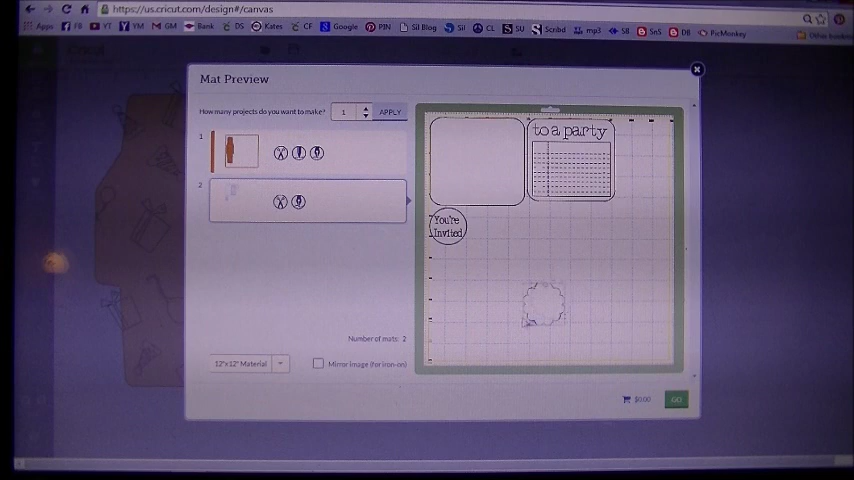 https://us.cricut.com/design#/canvas
Apps FB YT YM GM Bank DS Kates CF Google PIN Sil Blog Sil CL SU Scribd mp3 SB SnS DB PicMonkey Other bookmarks
Mat Preview
How many projects do you want to make? 1 APPLY
1
2
to a party
You're
Invited
Number of mats: 2
12"x12" Material
Mirror Image (for iron-on)
$0.00 GO